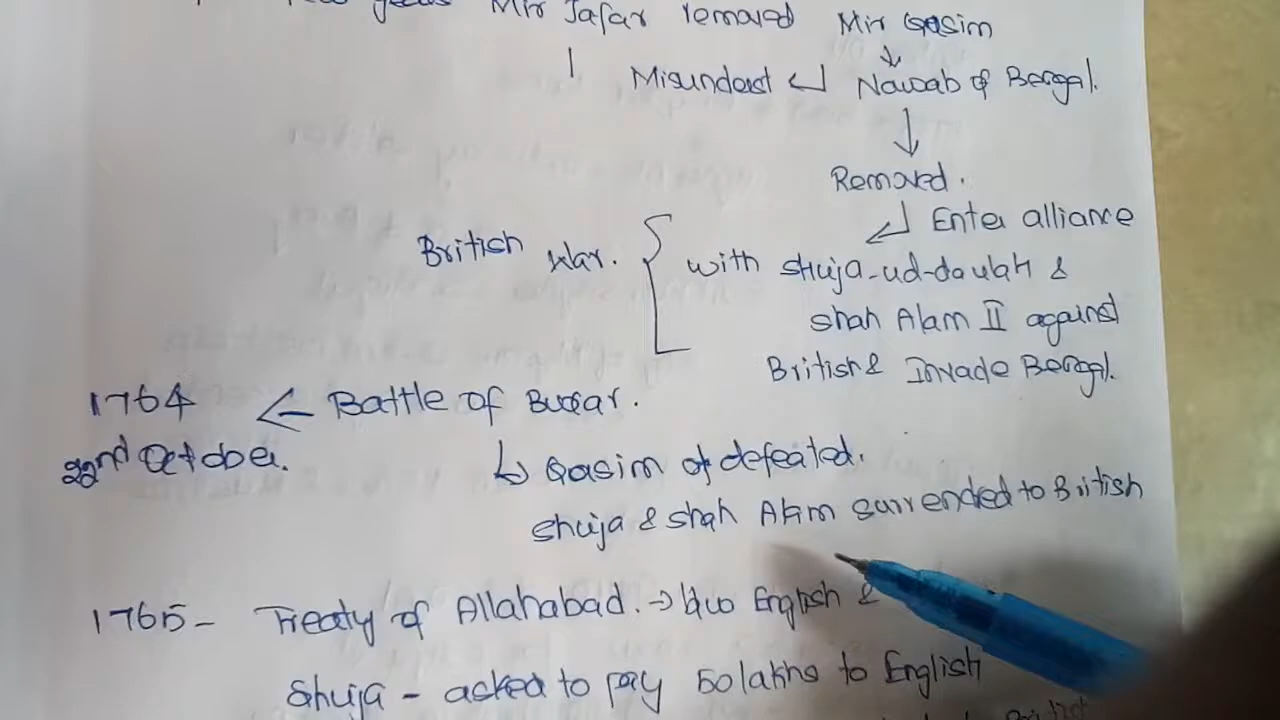 Mir Jafar removed Mir Qasim
Misundest ↲ Nawab of Bengal.
Removed.
Enter alliance
British war. with Shuja-ud-daulah &
Shah Alam II against
British & Invade Bengal.
1764 ← Battle of Buxar.
22nd October. ↳ Qasim of defeated.
Shuja & Shah Alam surrended to British
1765 - Treaty of Allahabad. → b/w English &
Shuja - asked to pay 50 lakhs to English